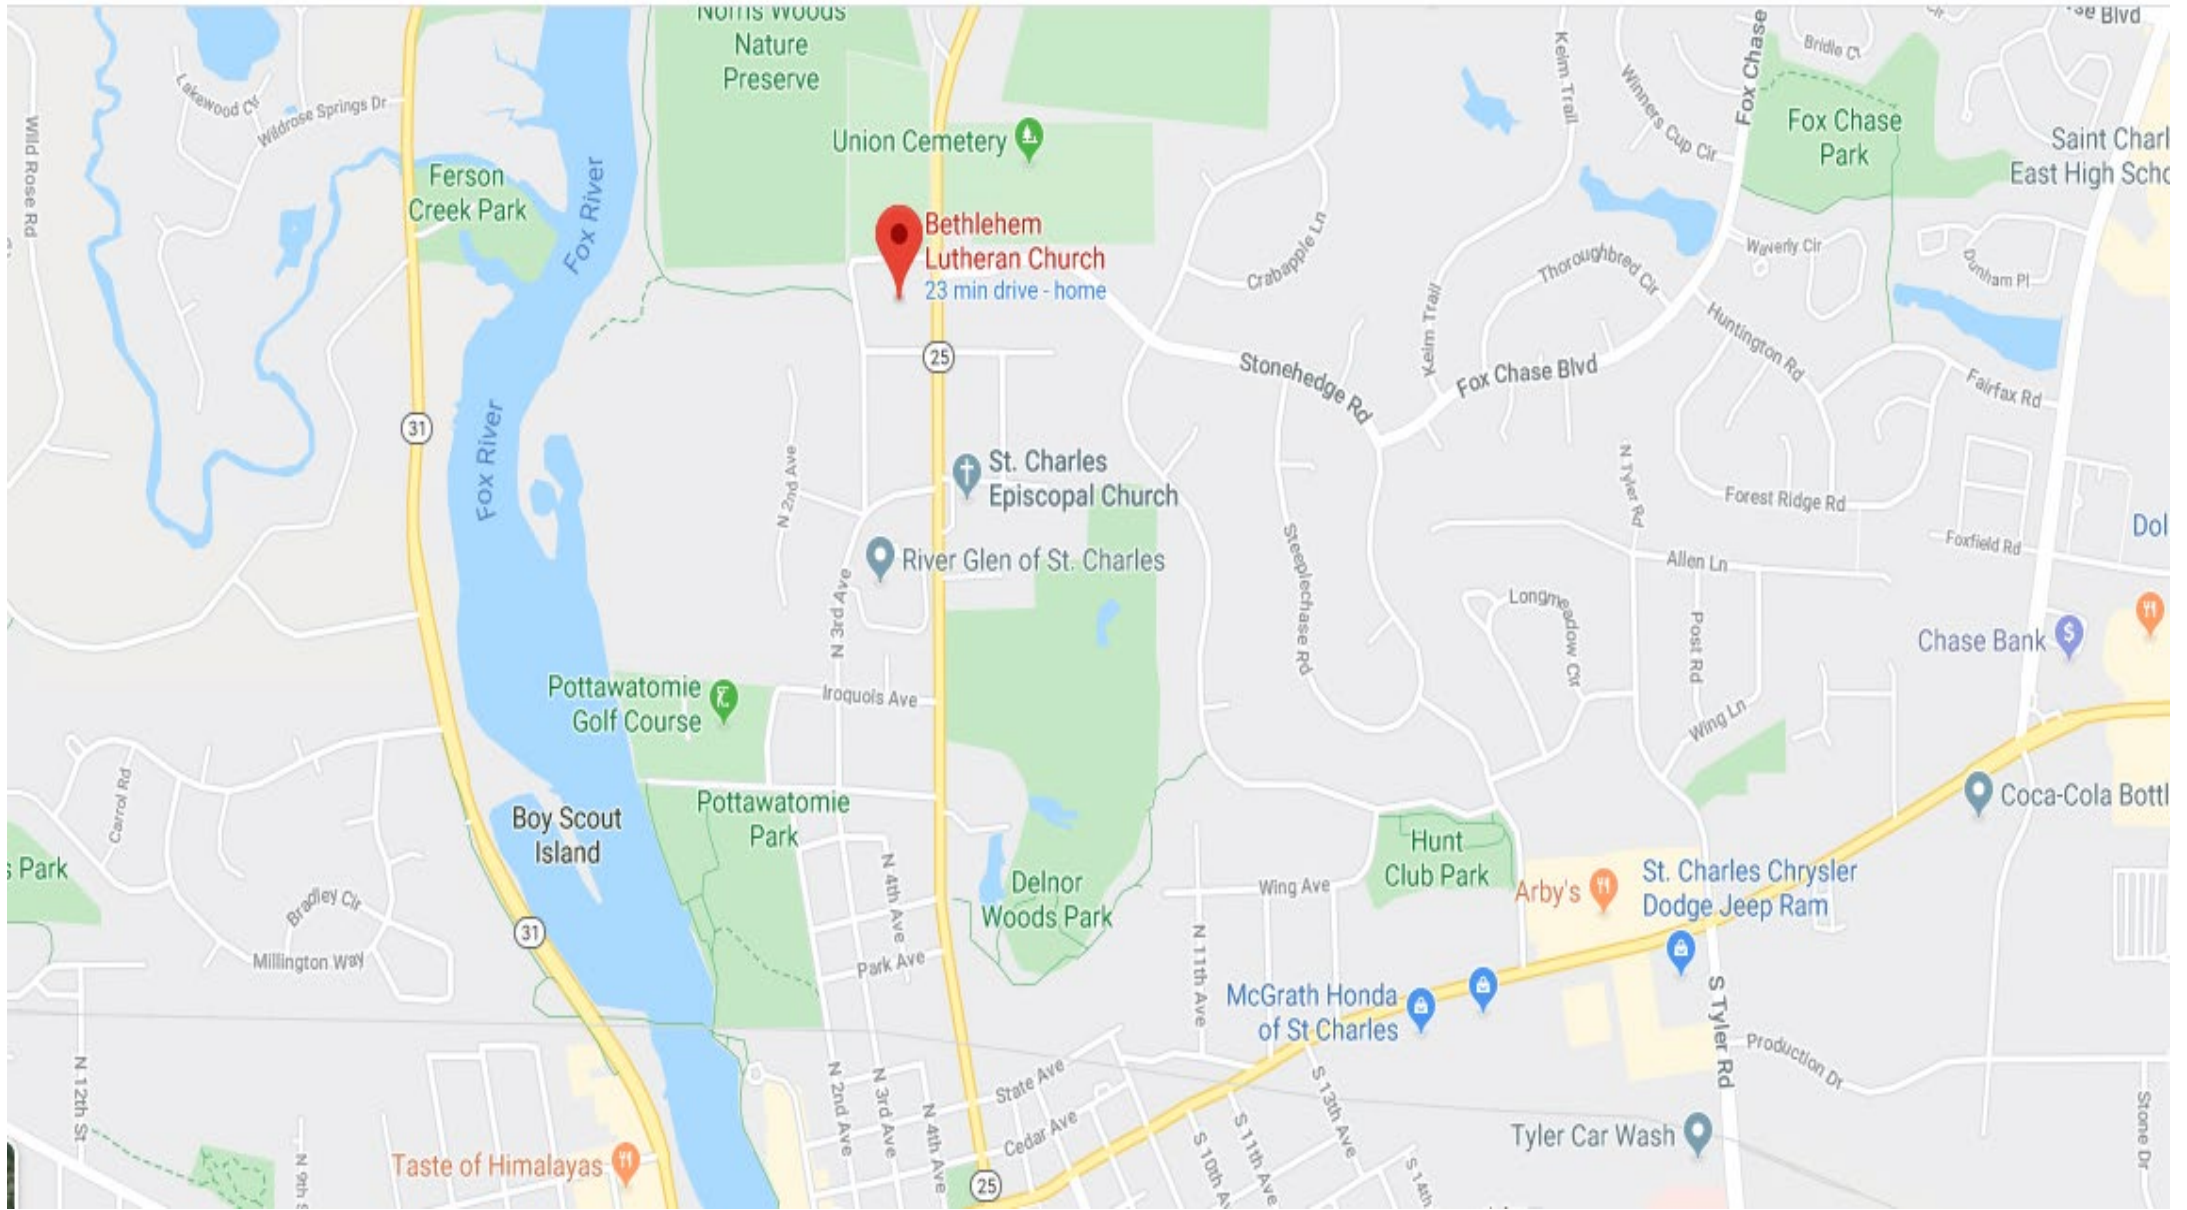 Norris Woods
Nature
Preserve
Fox Chase
Bridle Ct
se Blvd
Lakewood Cir
Wildrose Springs Dr
Wild Rose Rd
Union Cemetery
Keim Trail
Winners Cup Cir
Fox Chase
Park
Saint Charl
East High Scho
Ferson
Creek Park
Fox River
Bethlehem
Lutheran Church
23 min drive - home
Crabapple Ln
Thoroughbred Cir
Waverly Cir
Dunham Pl
Keim Trail
Huntington Rd
25
Stonehedge Rd
Fox Chase Blvd
Fairfax Rd
31
Fox River
N 2nd Ave
St. Charles
Episcopal Church
N Tyler Rd
Forest Ridge Rd
Foxfield Rd
Dol
River Glen of St. Charles
Steeplechase Rd
Allen Ln
N 3rd Ave
Longmeadow Cir
Post Rd
Chase Bank
Pottawatomie
Golf Course
Iroquois Ave
Wing Ln
Carrol Rd
Boy Scout
Island
Pottawatomie
Park
Coca-Cola Bottl
s Park
Hunt
Club Park
N 4th Ave
Delnor
Woods Park
Wing Ave
Arby's
St. Charles Chrysler
Dodge Jeep Ram
Bradley Cir
31
Millington Way
Park Ave
N 11th Ave
McGrath Honda
of St Charles
S Tyler Rd
Production Dr
N 12th St
N 2nd Ave
N 3rd Ave
N 4th Ave
State Ave
Cedar Ave
S 13th Ave
S 10th Av
S 11th Ave
S 14th
Tyler Car Wash
Stone Dr
Taste of Himalayas
N 9th S
25